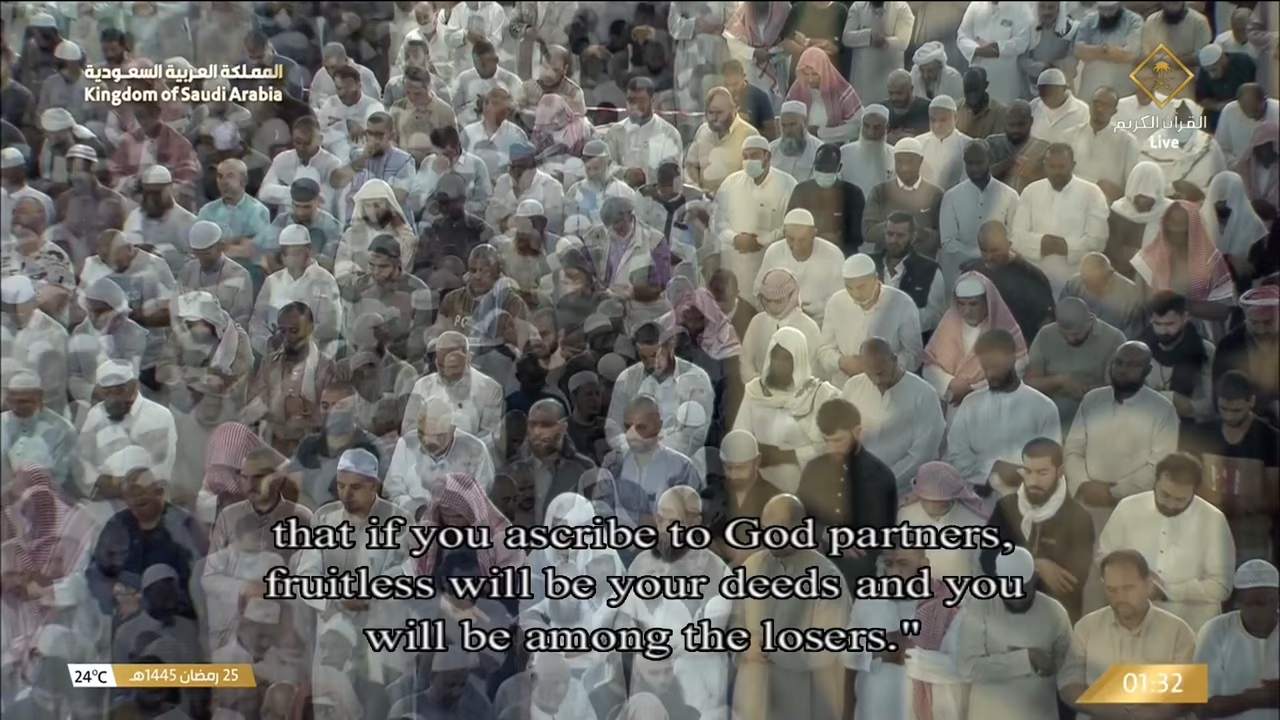 المملكة العربية السعودية
Kingdom of Saudi Arabia
القرآن الكريم
Live
that if you ascribe to God partners,
fruitless will be your deeds and you
will be among the losers."
24°C
25 رمضان 1445هـ
01:32